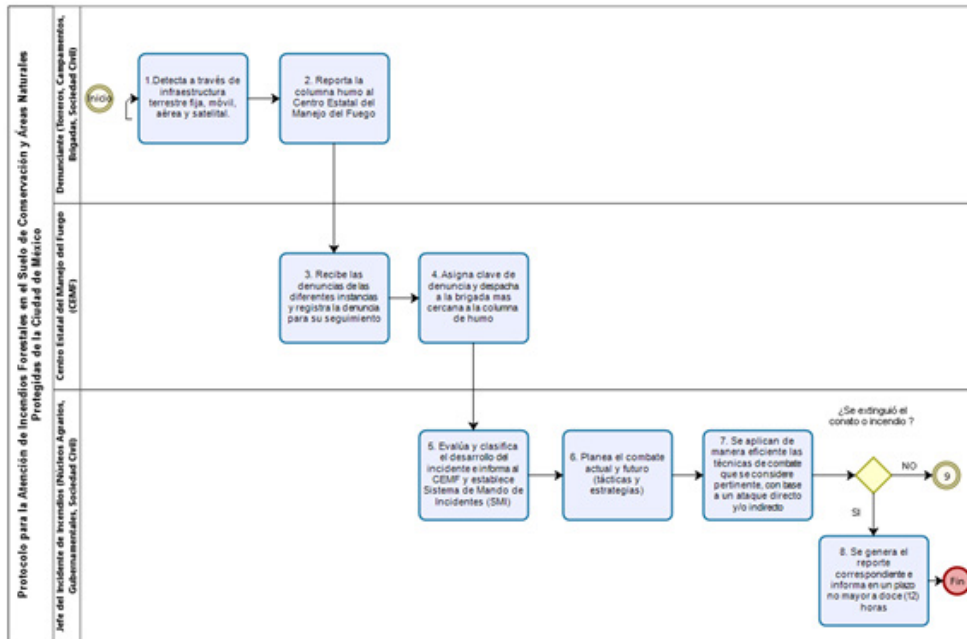 Protocolo para la Atención de Incendios Forestales en el Suelo de Conservación y Áreas Naturales
Protegidas de la Ciudad de México
Denunciante (Torreros, Campamentos,
Brigadas, Sociedad Civil)
Inicio
1.Detecta a través de
infraestructura
terrestre fija, móvil,
aérea y satelital.
2. Reporta la
columna humo al
Centro Estatal del
Manejo del Fuego
Centro Estatal del Manejo del Fuego
(CEMF)
3. Recibe las
denuncias de las
diferentes instancias
y registra la denuncia
para su seguimiento
4. Asigna clave de
denuncia y despacha
a la brigada mas
cercana a la columna
de humo
Jefe del Incidente de Incendios (Núcleos Agrarios,
Gubernamentales, Sociedad Civil)
5. Evalúa y clasifica
el desarrollo del
incidente e informa al
CEMF y establece
Sistema de Mando de
Incidentes (SMI)
6. Planea el combate
actual y futuro
(tácticas y
estrategias)
7. Se aplican de
manera eficiente las
técnicas de combate
que se considere
pertinente, con base
a un ataque directo
y/o indirecto
¿Se extinguió el
conato o incendio ?
NO
9
SI
8. Se genera el
reporte
correspondiente e
informa en un plazo
no mayor a doce (12)
horas
Fin